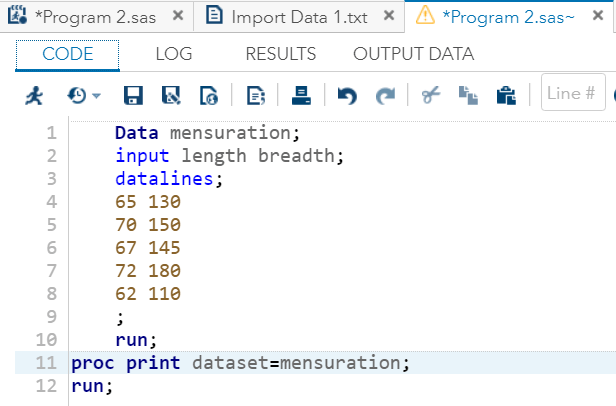 *Program 2.sas Import Data 1.txt *Program 2.sas~
CODE LOG RESULTS OUTPUT DATA
Line #
1 Data mensuration;
2 input length breadth;
3 datalines;
4 65 130
5 70 150
6 67 145
7 72 180
8 62 110
9 ;
10 run;
11 proc print dataset=mensuration;
12 run;